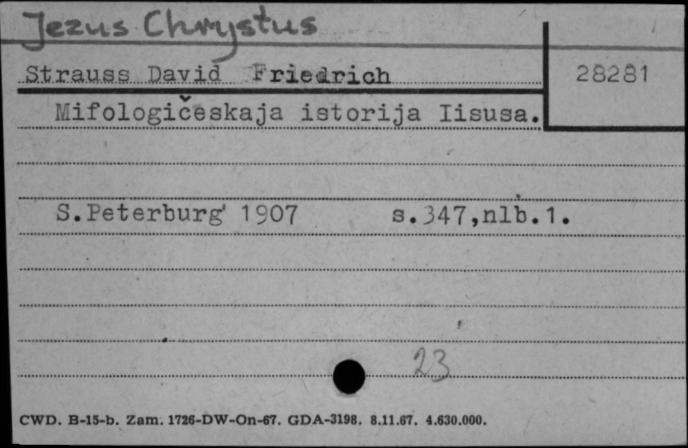 Jezus Chrystus
Strauss David Friedrich 28281
Mifologičeskaja istorija Iisusa.
S.Peterburg' 1907 s.347,nlb.1.
23
CWD. B-15-b. Zam. 1726-DW-On-67. GDA-3198. 8.11.67. 4.630.000.